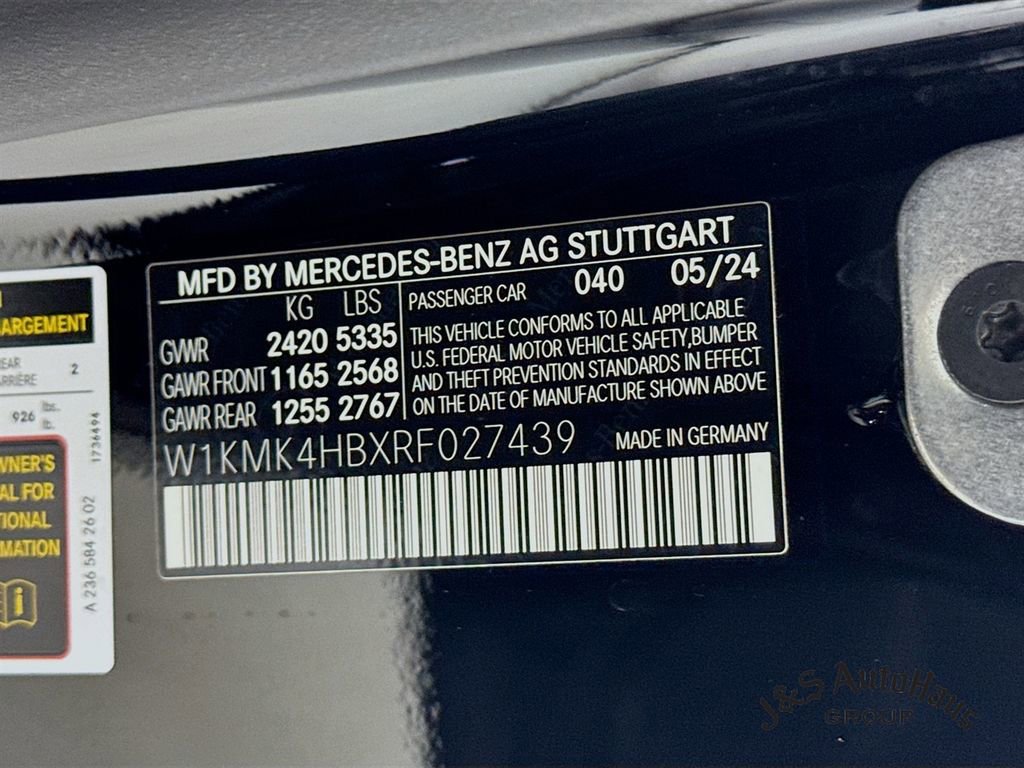 MFD BY MERCEDES-BENZ AG STUTTGART
KG LBS
GVWR 2420 5335
GAWR FRONT 1165 2568
GAWR REAR 1255 2767
PASSENGER CAR 040 05/24
THIS VEHICLE CONFORMS TO ALL APPLICABLE
U.S. FEDERAL MOTOR VEHICLE SAFETY,BUMPER
AND THEFT PREVENTION STANDARDS IN EFFECT
ON THE DATE OF MANUFACTURE SHOWN ABOVE
W1KMK4HBXRF027439 MADE IN GERMANY
ARGEMENT
EAR
ARRIÈRE 2
926 lbs.
lb.
1736494
WNER'S
AL FOR
TIONAL
MATION
i
A 236 584 26 02
J&S AutoHaus
GROUP